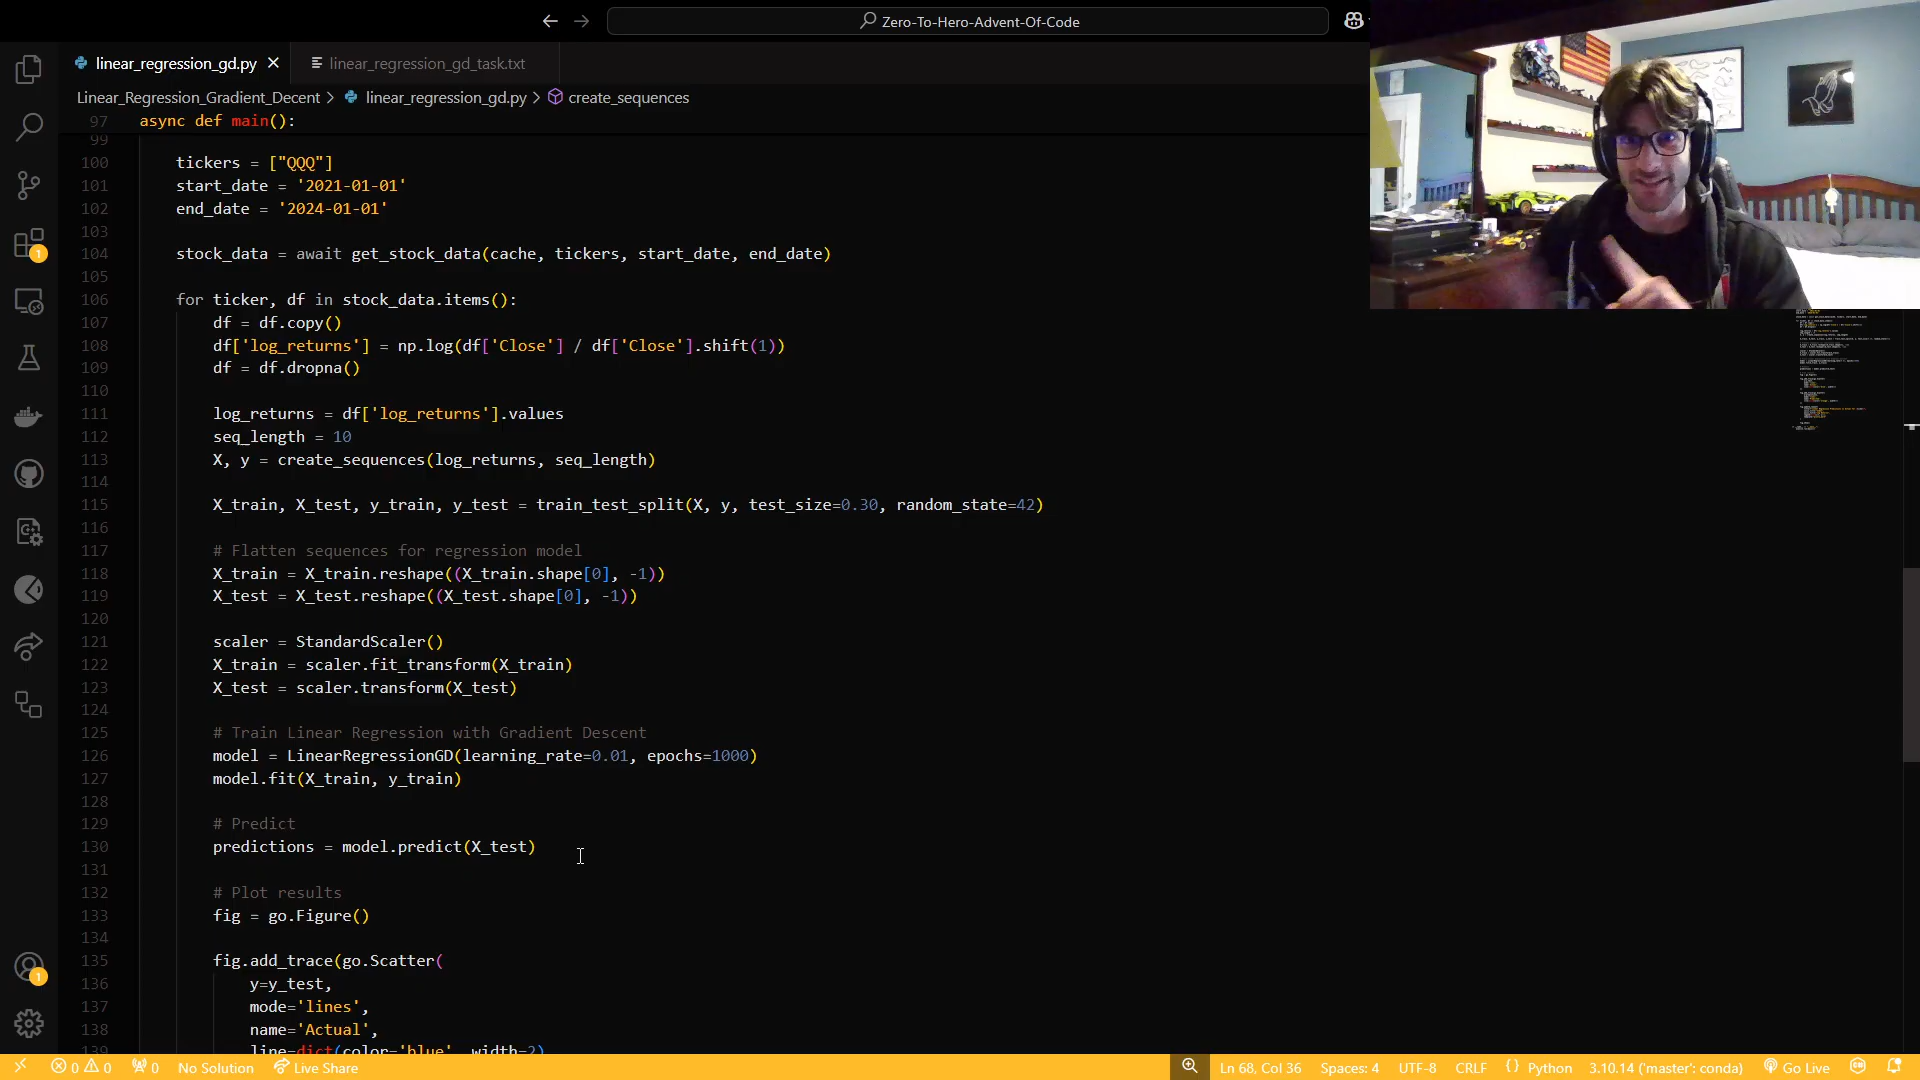 Zero-To-Hero-Advent-Of-Code
linear_regression_gd.py
linear_regression_gd_task.txt
Linear_Regression_Gradient_Decent > linear_regression_gd.py > create_sequences
97 async def main():
99
100 tickers = ["QQQ"]
101 start_date = '2021-01-01'
102 end_date = '2024-01-01'
103
104 stock_data = await get_stock_data(cache, tickers, start_date, end_date)
105
106 for ticker, df in stock_data.items():
107 df = df.copy()
108 df['log_returns'] = np.log(df['Close'] / df['Close'].shift(1))
109 df = df.dropna()
110
111 log_returns = df['log_returns'].values
112 seq_length = 10
113 X, y = create_sequences(log_returns, seq_length)
114
115 X_train, X_test, y_train, y_test = train_test_split(X, y, test_size=0.30, random_state=42)
116
117 # Flatten sequences for regression model
118 X_train = X_train.reshape((X_train.shape[0], -1))
119 X_test = X_test.reshape((X_test.shape[0], -1))
120
121 scaler = StandardScaler()
122 X_train = scaler.fit_transform(X_train)
123 X_test = scaler.transform(X_test)
124
125 # Train Linear Regression with Gradient Descent
126 model = LinearRegressionGD(learning_rate=0.01, epochs=1000)
127 model.fit(X_train, y_train)
128
129 # Predict
130 predictions = model.predict(X_test)
131
132 # Plot results
133 fig = go.Figure()
134
135 fig.add_trace(go.Scatter(
136 y=y_test,
137 mode='lines',
138 name='Actual',
139 line=dict(color='blue', width=2)
1
1
0 0 0 No Solution Live Share Ln 68, Col 36 Spaces: 4 UTF-8 CRLF {} Python 3.10.14 ('master': conda) Go Live